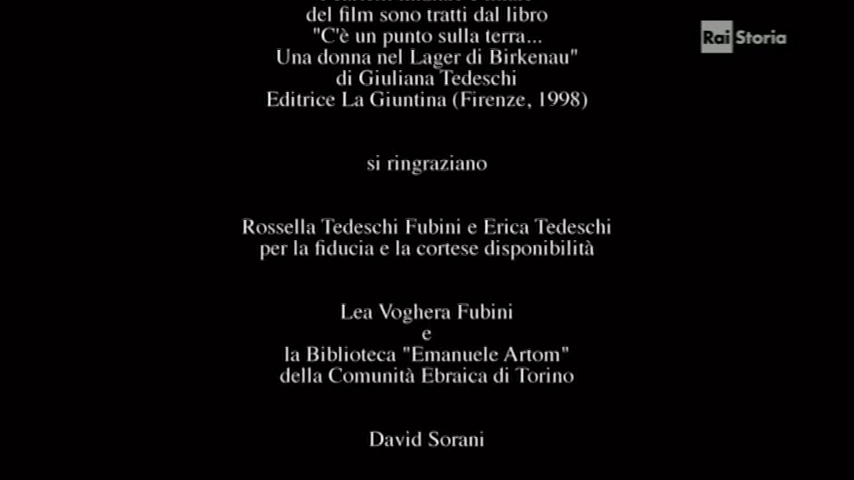 del film sono tratti dal libro
"C'è un punto sulla terra...
Una donna nel Lager di Birkenau"
di Giuliana Tedeschi
Editrice La Giuntina (Firenze, 1998)
si ringraziano
Rossella Tedeschi Fubini e Erica Tedeschi
per la fiducia e la cortese disponibilità
Lea Voghera Fubini
e
la Biblioteca "Emanuele Artom"
della Comunità Ebraica di Torino
David Sorani
Rai Storia